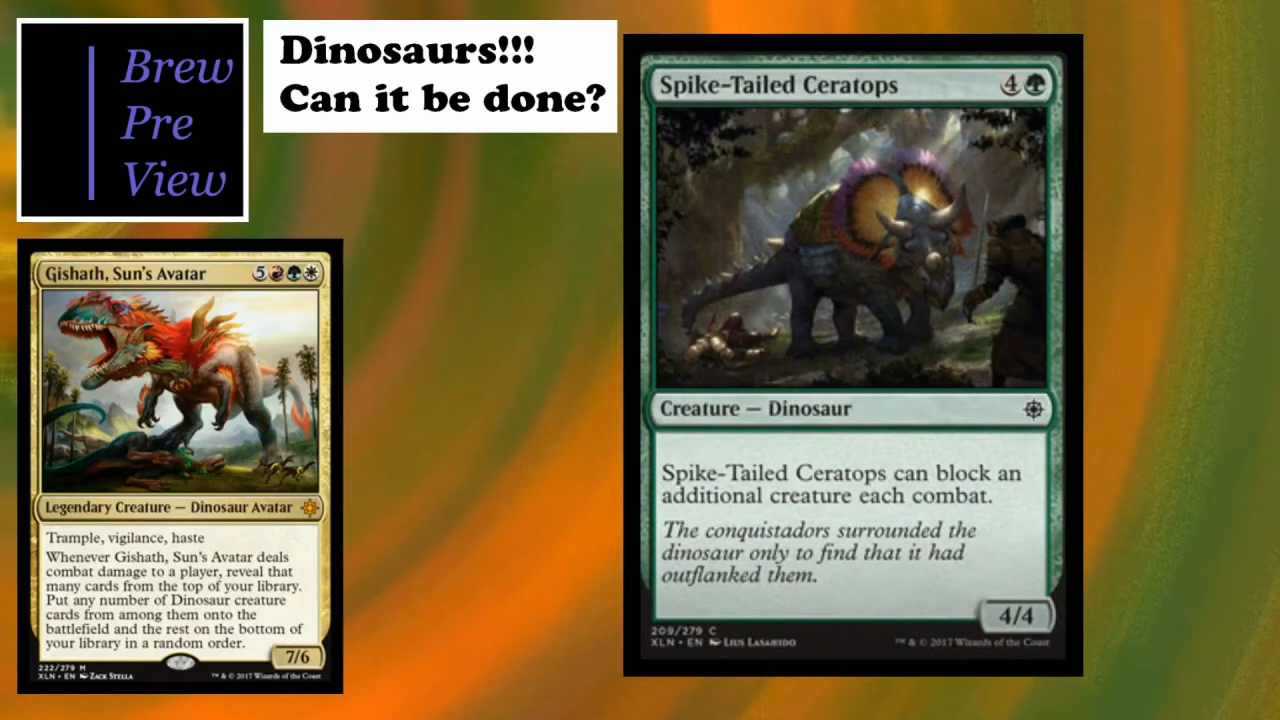 Brew
Pre
View
Dinosaurs!!!
Can it be done?
Gishath, Sun's Avatar 5
Legendary Creature — Dinosaur Avatar
Trample, vigilance, haste
Whenever Gishath, Sun's Avatar deals
combat damage to a player, reveal that
many cards from the top of your library.
Put any number of Dinosaur creature
cards from among them onto the
battlefield and the rest on the bottom of
your library in a random order.
7/6
222/279 M
XLN • EN Zack Stella
™ & © 2017 Wizards of the Coast
Spike-Tailed Ceratops 4
Creature — Dinosaur
Spike-Tailed Ceratops can block an
additional creature each combat.
The conquistadors surrounded the
dinosaur only to find that it had
outflanked them.
4/4
209/279 C
XLN • EN Lius Lasahido
™ & © 2017 Wizards of the Coast